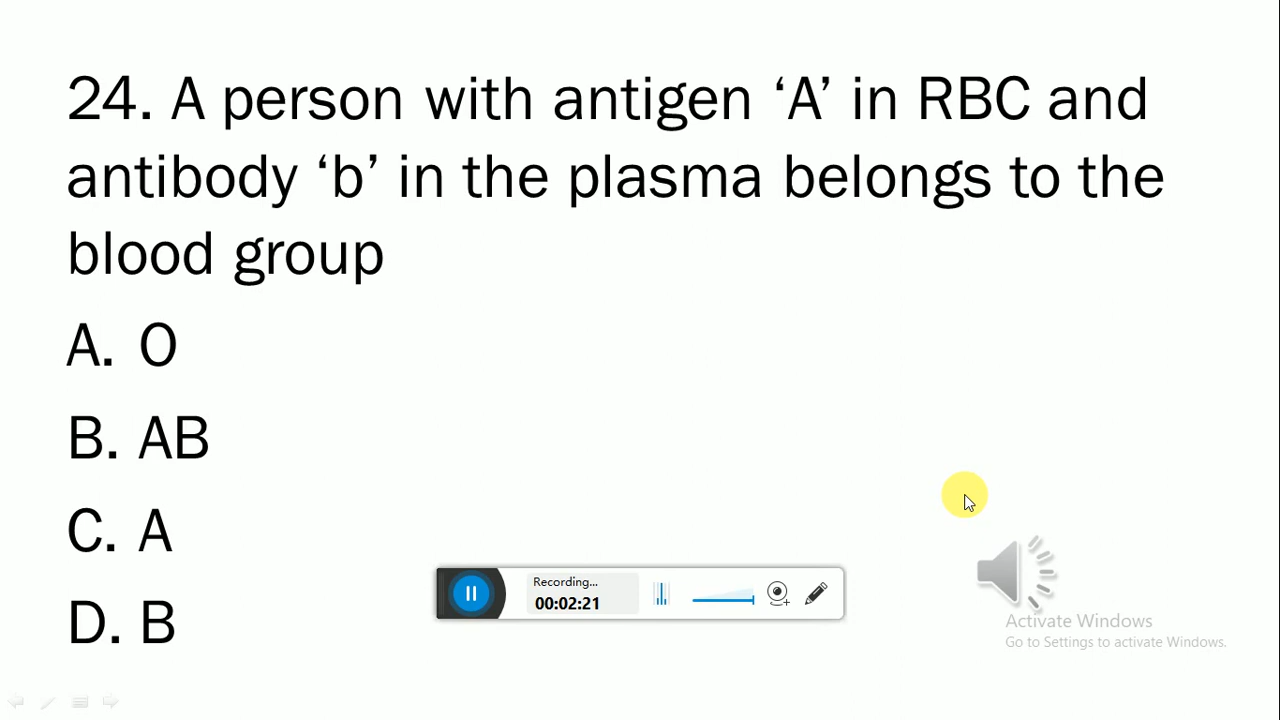 24. A person with antigen ‘A’ in RBC and
antibody ‘b’ in the plasma belongs to the
blood group
A. O
B. AB
C. A
D. B
Recording...
00:02:21
Activate Windows
Go to Settings to activate Windows.